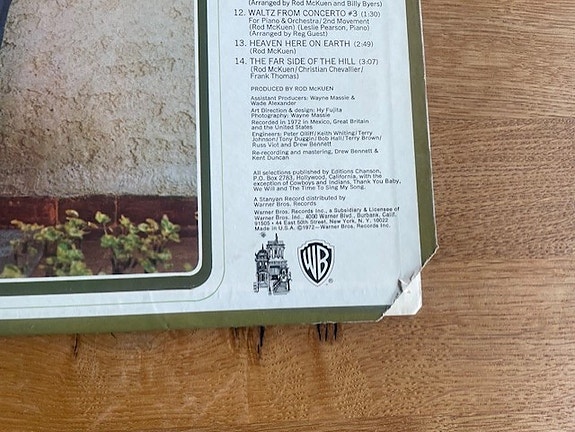 (Arranged by Rod McKuen and Billy Byers)
12. WALTZ FROM CONCERTO #3 (1:30)
For Piano & Orchestra/2nd Movement
(Rod McKuen) (Leslie Pearson, Piano)
(Arranged by Reg Guest)
13. HEAVEN HERE ON EARTH (2:49)
(Rod McKuen)
14. THE FAR SIDE OF THE HILL (3:07)
(Rod McKuen/Christian Chevallier/
Frank Thomas)
PRODUCED BY ROD McKUEN
Assistant Producers: Wayne Massie &
Wade Alexander
Art Direction & design: Hy Fujita
Photography: Wayne Massie
Recorded in 1972 in Mexico, Great Britain
and the United States
Engineers: Peter Olliff/Keith Whiting/Terry
Johnson/Tony Duggin/Bob Hall/Terry Brown/
Russ Viot and Drew Bennett
Re-recording and mastering, Drew Bennett &
Kent Duncan
All selections published by Editions Chanson,
P.O. Box 2783, Hollywood, California, with the
exception of Cowboys and Indians, Thank You Baby,
We Will and The Time To Sing My Song.
A Stanyan Record distributed by
Warner Bros. Records
Warner Bros. Records Inc., a Subsidiary & Licensee of
Warner Bros. Inc., 4000 Warner Blvd., Burbank, Calif.
91505 • 44 East 50th Street, New York, N. Y. 10022
Made in U.S.A. ©1972—Warner Bros. Records Inc.
WB
®